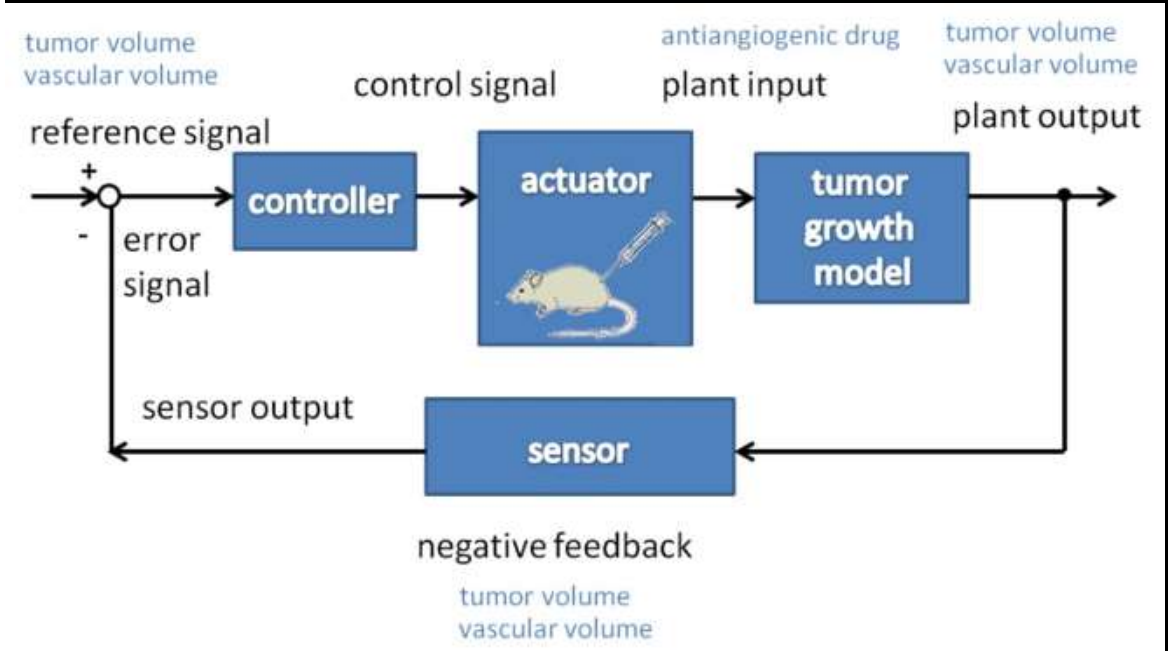 tumor volume
vascular volume
reference signal
control signal
antiangiogenic drug
plant input
tumor volume
vascular volume
plant output
+
-
error
signal
controller
actuator
tumor
growth
model
sensor output
sensor
negative feedback
tumor volume
vascular volume